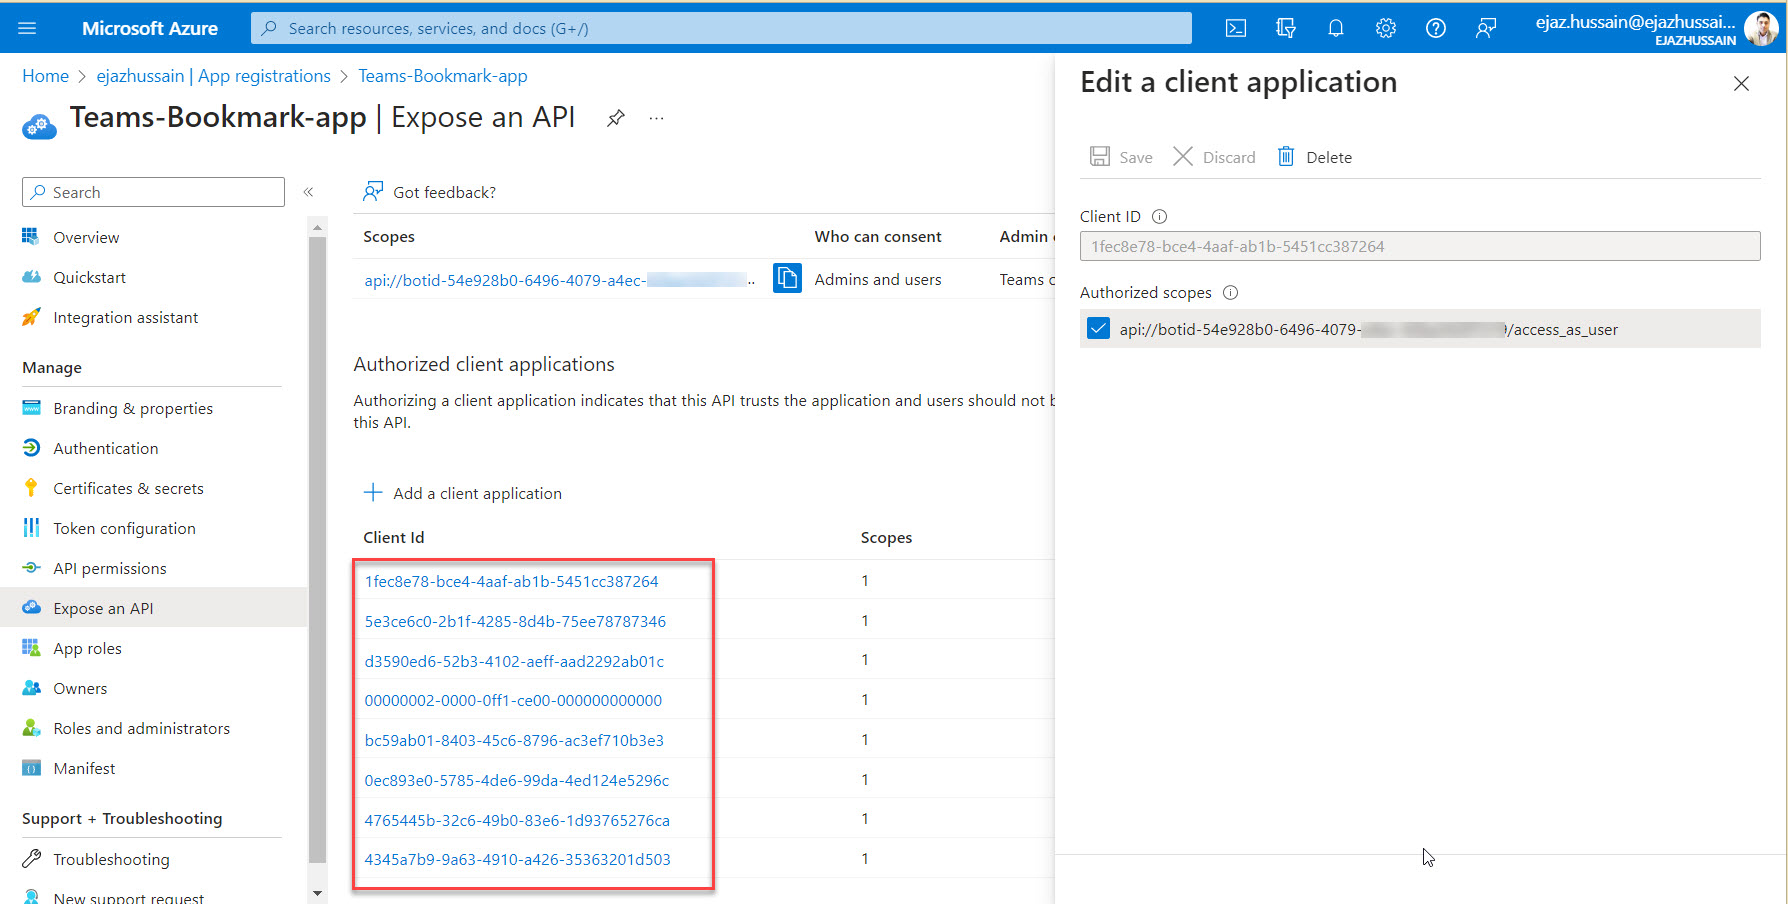 Microsoft Azure
Search resources, services, and docs (G+/)
ejaz.hussain@ejazhussai...
EJAZHUSSAIN
Home > ejazhussain | App registrations > Teams-Bookmark-app
Teams-Bookmark-app | Expose an API
...
Search
«
Overview
Quickstart
Integration assistant
Manage
Branding & properties
Authentication
Certificates & secrets
Token configuration
API permissions
Expose an API
App roles
Owners
Roles and administrators
Manifest
Support + Troubleshooting
Troubleshooting
New support request
Got feedback?
Scopes Who can consent Admin
api://botid-54e928b0-6496-4079-a4ec- .. Admins and users Teams c
Authorized client applications
Authorizing a client application indicates that this API trusts the application and users should not b
this API.
Add a client application
Client Id Scopes
1fec8e78-bce4-4aaf-ab1b-5451cc387264 1
5e3ce6c0-2b1f-4285-8d4b-75ee78787346 1
d3590ed6-52b3-4102-aeff-aad2292ab01c 1
00000002-0000-0ff1-ce00-000000000000 1
bc59ab01-8403-45c6-8796-ac3ef710b3e3 1
0ec893e0-5785-4de6-99da-4ed124e5296c 1
4765445b-32c6-49b0-83e6-1d93765276ca 1
4345a7b9-9a63-4910-a426-35363201d503 1
Edit a client application
Save Discard Delete
Client ID
1fec8e78-bce4-4aaf-ab1b-5451cc387264
Authorized scopes
api://botid-54e928b0-6496-4079- /access_as_user